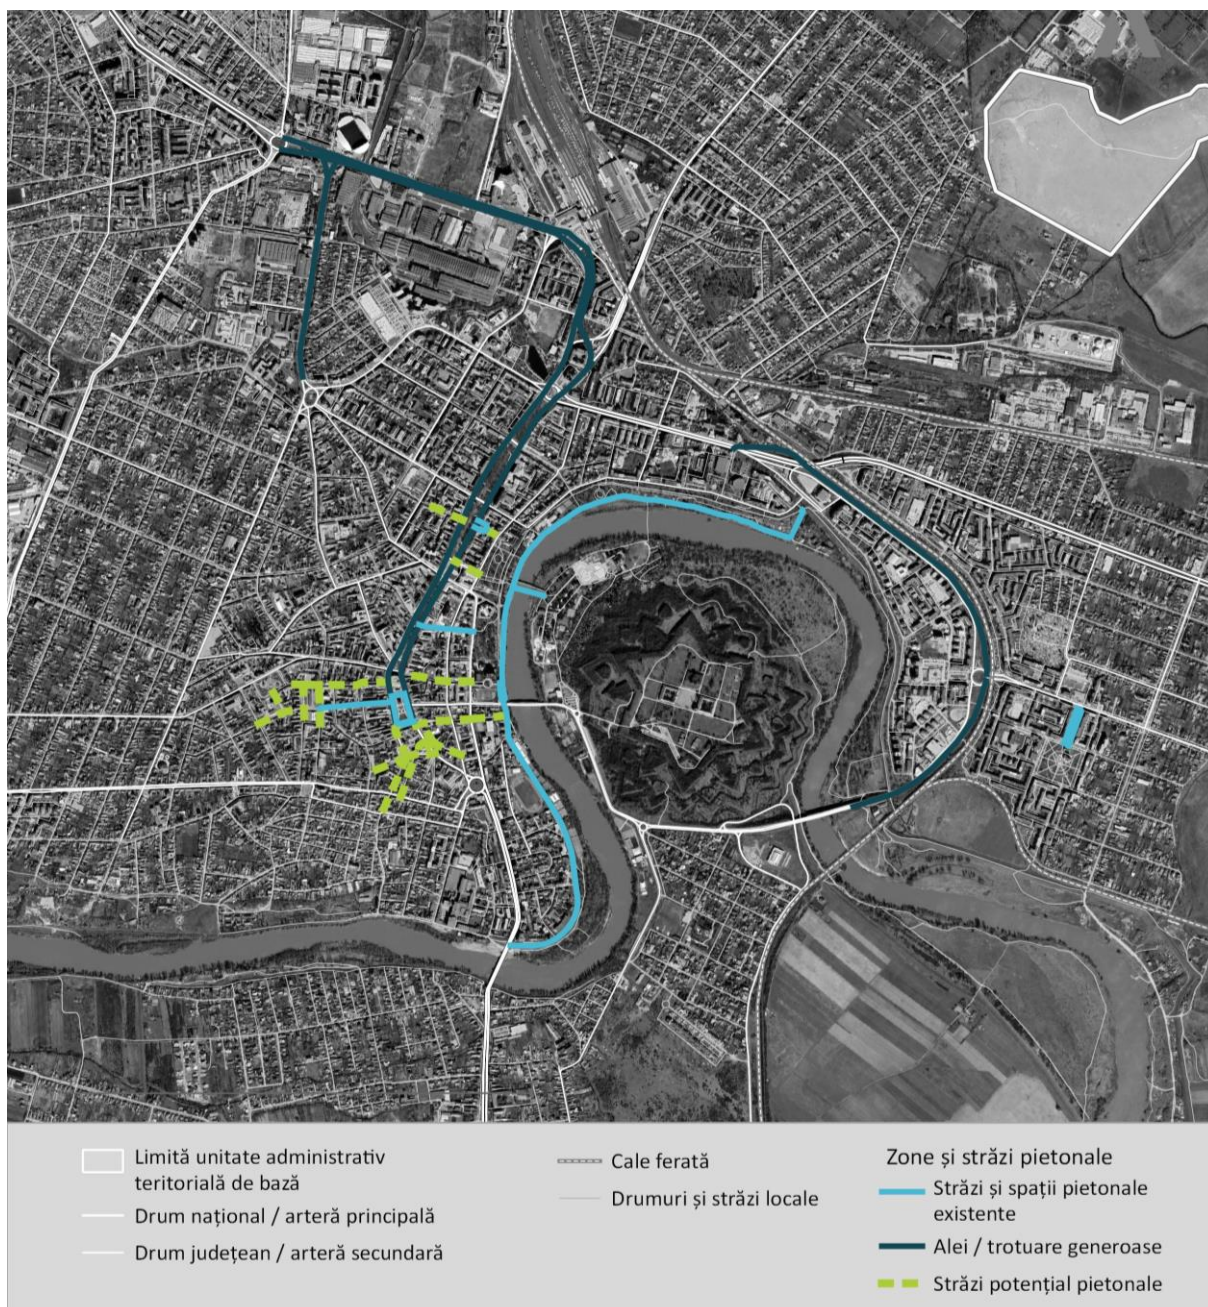 Limită unitate administrativ
teritorială de bază
Drum național / arteră principală
Drum județean / arteră secundară
Cale ferată
Drumuri și străzi locale
Zone și străzi pietonale
Străzi și spații pietonale
existente
Alei / trotuare generoase
Străzi potențial pietonale